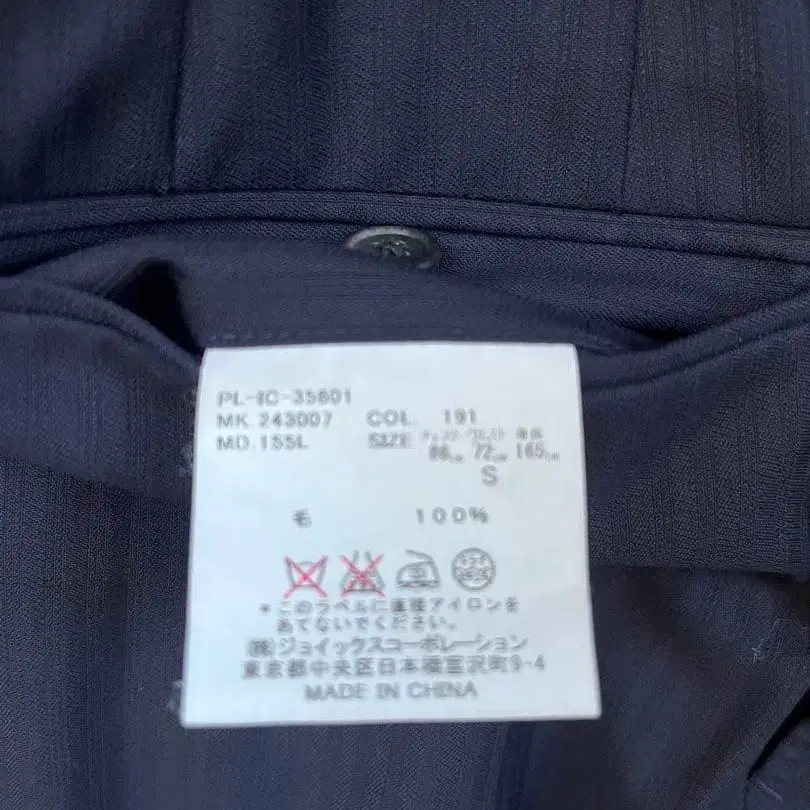 PL-IC-35601
MK.243007 COL. 191
MD.1SSL SIZE チェスト ウエスト 身長
86cm 72cm 165cm
S
毛 100%
*このラベルに直接アイロンを
あてないでください。
(株)ジョイックスコーポレーション
東京都中央区日本橋富沢町9-4
MADE IN CHINA